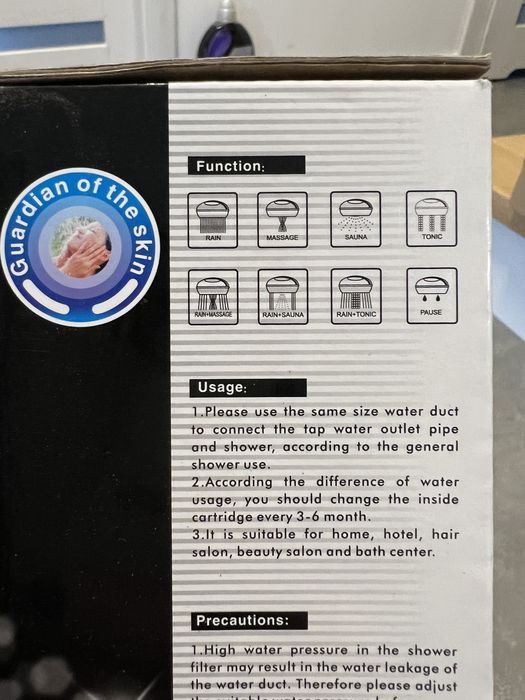 Guardian of the skin
Function:
RAIN
MASSAGE
SAUNA
TONIC
RAIN+MASSAGE
RAIN+SAUNA
RAIN+TONIC
PAUSE
Usage:
1.Please use the same size water duct
to connect the tap water outlet pipe
and shower, according to the general
shower use.
2.According the difference of water
usage, you should change the inside
cartridge every 3-6 month.
3.It is suitable for home, hotel, hair
salon, beauty salon and bath center.
Precautions:
1.High water pressure in the shower
filter may result in the water leakage of
the water duct. Therefore please adjust